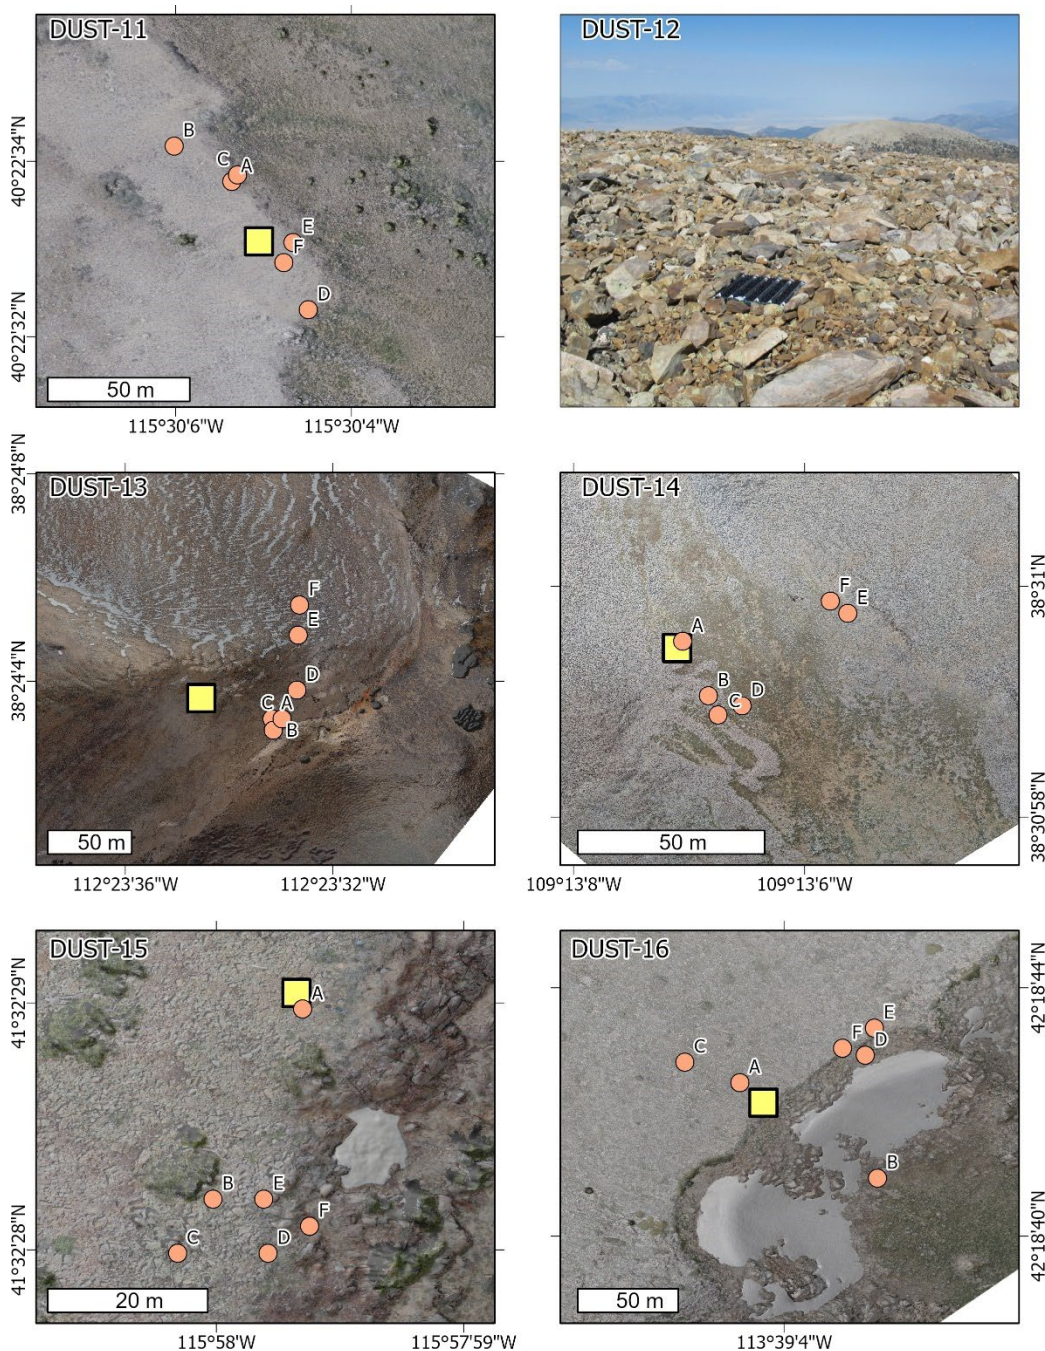 DUST-11
B
C A
E
F
D
50 m
40°22'34"N
40°22'32"N
115°30'6"W 115°30'4"W
DUST-12
DUST-13
F
E
D
C A
B
50 m
38°24'8"N
38°24'4"N
112°23'36"W 112°23'32"W
DUST-14
F
E
A
B
D
C
50 m
38°31'N
38°30'58"N
109°13'8"W 109°13'6"W
DUST-15
A
B E
F
C D
20 m
41°32'29"N
41°32'28"N
115°58'W 115°57'59"W
DUST-16
E
F
D
C
A
B
50 m
42°18'44"N
42°18'40"N
113°39'4"W